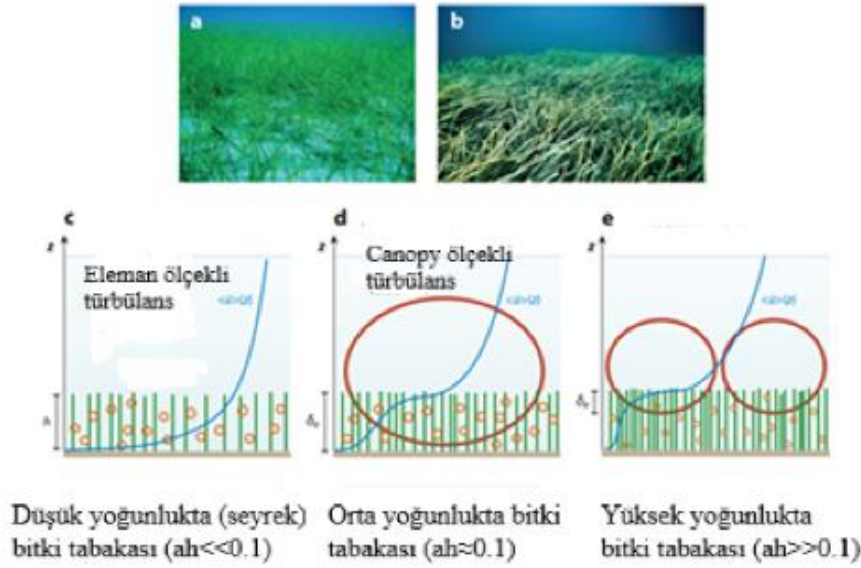 a
b
c
d
e
z
z
z
Eleman ölçekli
türbülans
Canopy ölçekli
türbülans
h
Düşük yoğunlukta (seyrek)
bitki tabakası (ah<<0.1)
Orta yoğunlukta bitki
tabakası (ah≈0.1)
Yüksek yoğunlukta
bitki tabakası (ah>>0.1)